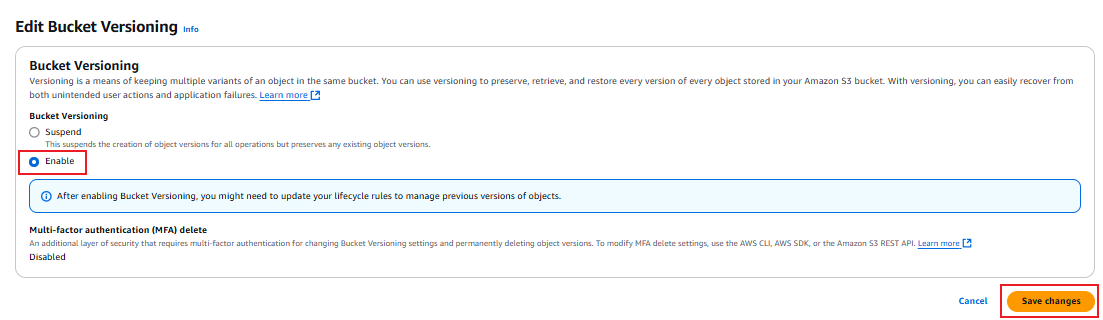 Edit Bucket Versioning Info
Bucket Versioning
Versioning is a means of keeping multiple variants of an object in the same bucket. You can use versioning to preserve, retrieve, and restore every version of every object stored in your Amazon S3 bucket. With versioning, you can easily recover from
both unintended user actions and application failures. Learn more
Bucket Versioning
Suspend
This suspends the creation of object versions for all operations but preserves any existing object versions.
Enable
After enabling Bucket Versioning, you might need to update your lifecycle rules to manage previous versions of objects.
Multi-factor authentication (MFA) delete
An additional layer of security that requires multi-factor authentication for changing Bucket Versioning settings and permanently deleting object versions. To modify MFA delete settings, use the AWS CLI, AWS SDK, or the Amazon S3 REST API. Learn more
Disabled
Cancel Save changes